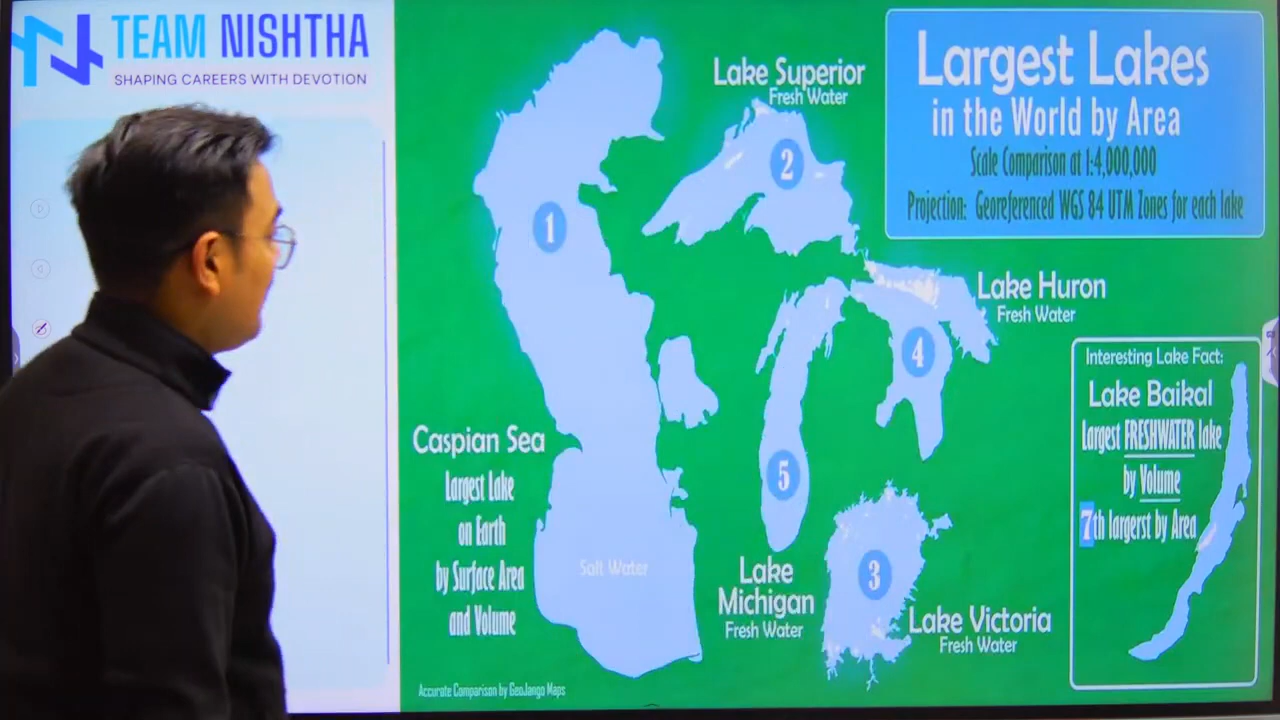 TEAM NISHTHA
SHAPING CAREERS WITH DEVOTION
Largest Lakes
in the World by Area
Scale Comparison at 1:4,000,000
Projection: Georeferenced WGS 84 UTM Zones for each lake
Lake Superior
Fresh Water
2
1
Lake Huron
Fresh Water
4
Caspian Sea
Largest Lake
on Earth
by Surface Area
and Volume
Salt Water
5
Lake
Michigan
Fresh Water
3
Lake Victoria
Fresh Water
Interesting Lake Fact:
Lake Baikal
Largest FRESHWATER lake
by Volume
7th largerst by Area
Accurate Comparison by GeoJango Maps